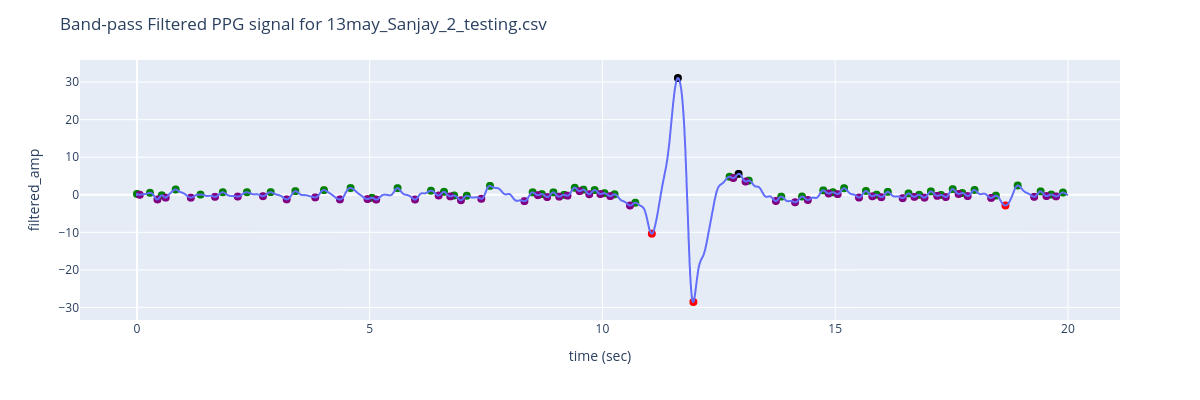 Band-pass Filtered PPG signal for 13may_Sanjay_2_testing.csv
30
20
10
0
−10
−20
−30
filtered_amp
0 5 10 15 20
time (sec)